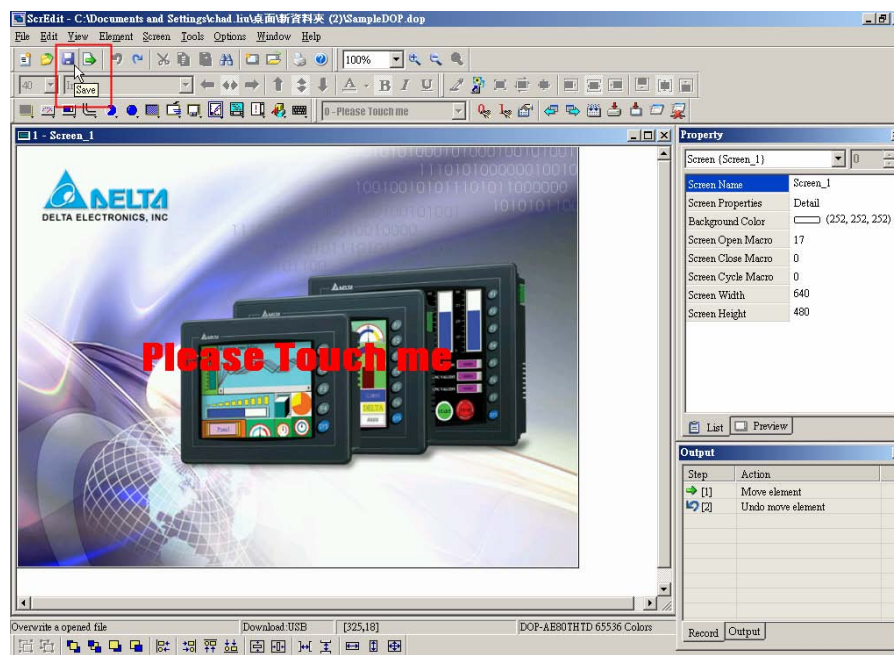 ScrEdit - C:\Documents and Settings\chad.liu\桌面\新資料夾 (2)\SampleDOP.dop
File Edit View Element Screen Tools Options Window Help
100%
40
Save
A B I U
0 - Please Touch me
1 - Screen_1
DELTA
DELTA ELECTRONICS, INC
Please Touch me
Property
Screen {Screen_1}
0
Screen Name Screen_1
Screen Properties Detail
Background Color (252, 252, 252)
Screen Open Macro 17
Screen Close Macro 0
Screen Cycle Macro 0
Screen Width 640
Screen Height 480
List Preview
Output
Step Action
[1] Move element
[2] Undo move element
Record Output
Overwrite a opened file Download:USB [325,18] DOP-AE80THTD 65536 Colors